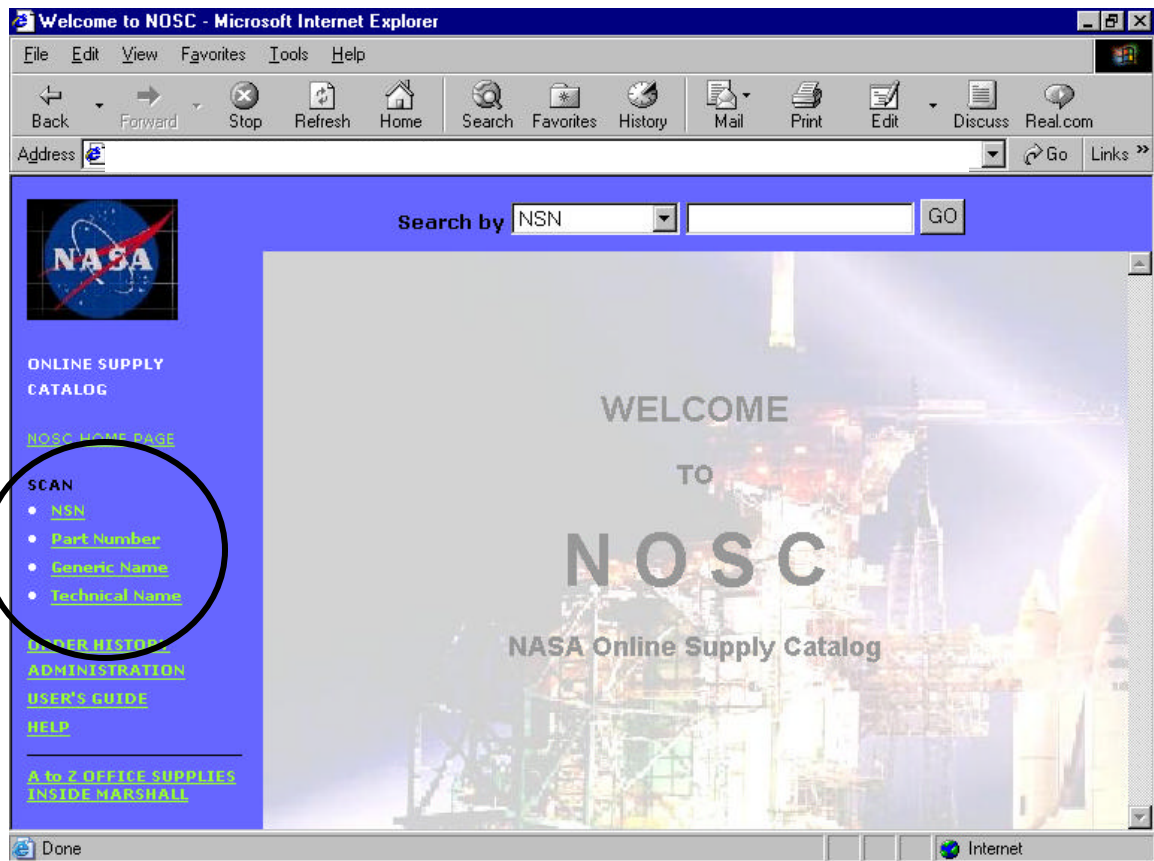 Welcome to NOSC - Microsoft Internet Explorer
File Edit View Favorites Tools Help
Back Forward Stop Refresh Home Search Favorites History Mail Print Edit Discuss Real.com
Address Go Links »
NASA
Search by NSN GO
ONLINE SUPPLY
CATALOG
NOSC HOME PAGE
SCAN
• NSN
• Part Number
• Generic Name
• Technical Name
ORDER HISTORY
ADMINISTRATION
USER'S GUIDE
HELP
A to Z OFFICE SUPPLIES
INSIDE MARSHALL
WELCOME
TO
N O S C
NASA Online Supply Catalog
Done Internet